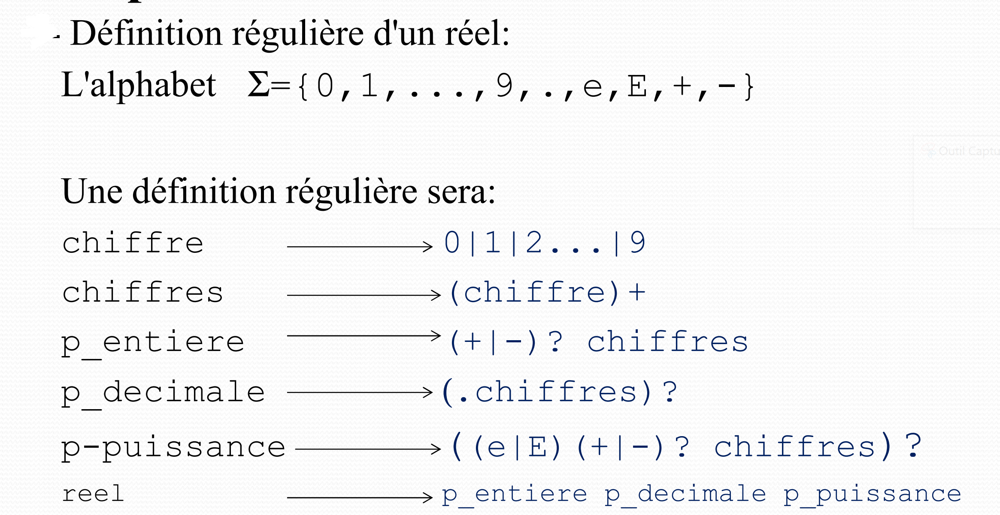 - Définition régulière d'un réel:
L'alphabet Σ={0,1,...,9,.,e,E,+,-}
Outil Captu
Une définition régulière sera:
chiffre → 0|1|2...|9
chiffres → (chiffre)+
p_entiere → (+|-)? chiffres
p_decimale → (.chiffres)?
p-puissance → ((e|E)(+|-)? chiffres)?
reel → p_entiere p_decimale p_puissance